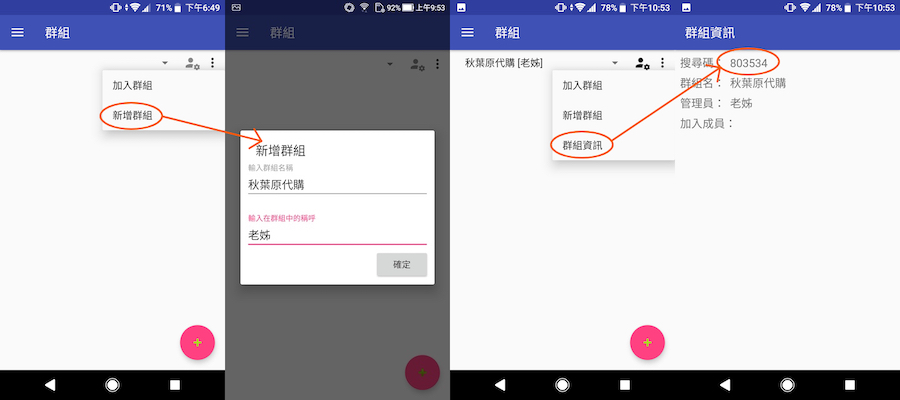 71% 下午6:49
群組
加入群組
新增群組
92% 上午9:53
群組
新增群組
輸入群組名稱
秋葉原代購
輸入在群組中的稱呼
老姊
確定
78% 下午10:53
群組
秋葉原代購 [老姊]
加入群組
新增群組
群組資訊
78% 下午10:53
群組資訊
搜尋碼： 803534
群組名： 秋葉原代購
管理員： 老姊
加入成員：